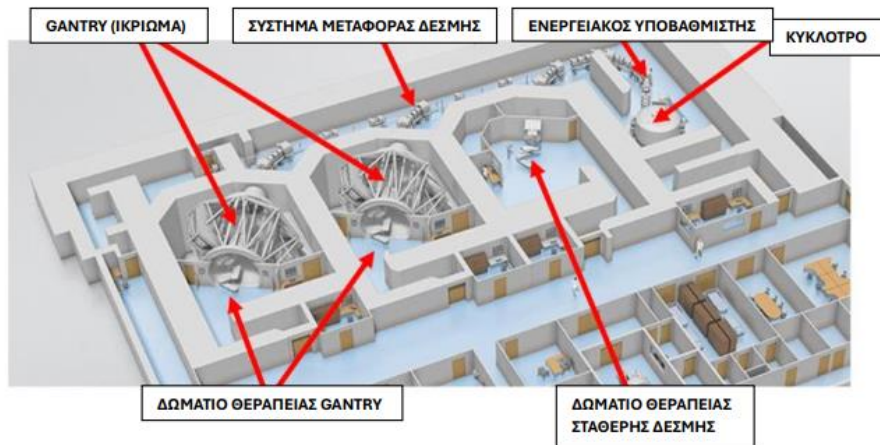 GANTRY (ΙΚΡΙΩΜΑ)
ΣΥΣΤΗΜΑ ΜΕΤΑΦΟΡΑΣ ΔΕΣΜΗΣ
ΕΝΕΡΓΕΙΑΚΟΣ ΥΠΟΒΑΘΜΙΣΤΗΣ
ΚΥΚΛΟΤΡΟ
ΔΩΜΑΤΙΟ ΘΕΡΑΠΕΙΑΣ GANTRY
ΔΩΜΑΤΙΟ ΘΕΡΑΠΕΙΑΣ
ΣΤΑΘΕΡΗΣ ΔΕΣΜΗΣ